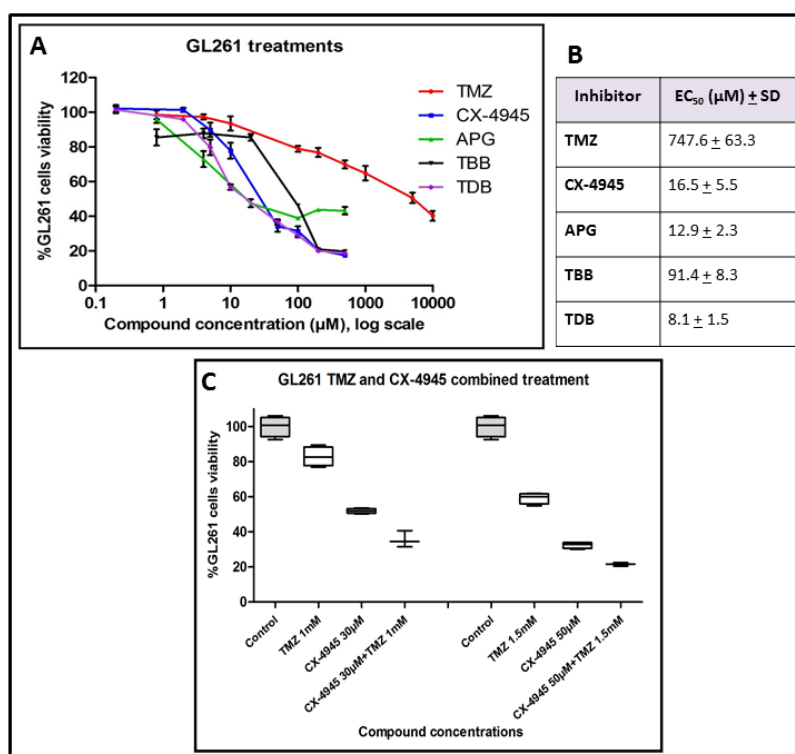 A
GL261 treatments
%GL261 cells viability
120
100
80
60
40
20
0
0.1
1
10
100
1000
10000
Compound concentration (µM), log scale
TMZ
CX-4945
APG
TBB
TDB
B
Inhibitor EC50 (µM) ± SD
TMZ 747.6 ± 63.3
CX-4945 16.5 ± 5.5
APG 12.9 ± 2.3
TBB 91.4 ± 8.3
TDB 8.1 ± 1.5
C
GL261 TMZ and CX-4945 combined treatment
%GL261 cells viability
100
80
60
40
20
0
Control
TMZ 1mM
CX-4945 30µM
CX-4945 30µM+TMZ 1mM
Control
TMZ 1.5mM
CX-4945 50µM
CX-4945 50µM+TMZ 1.5mM
Compound concentrations